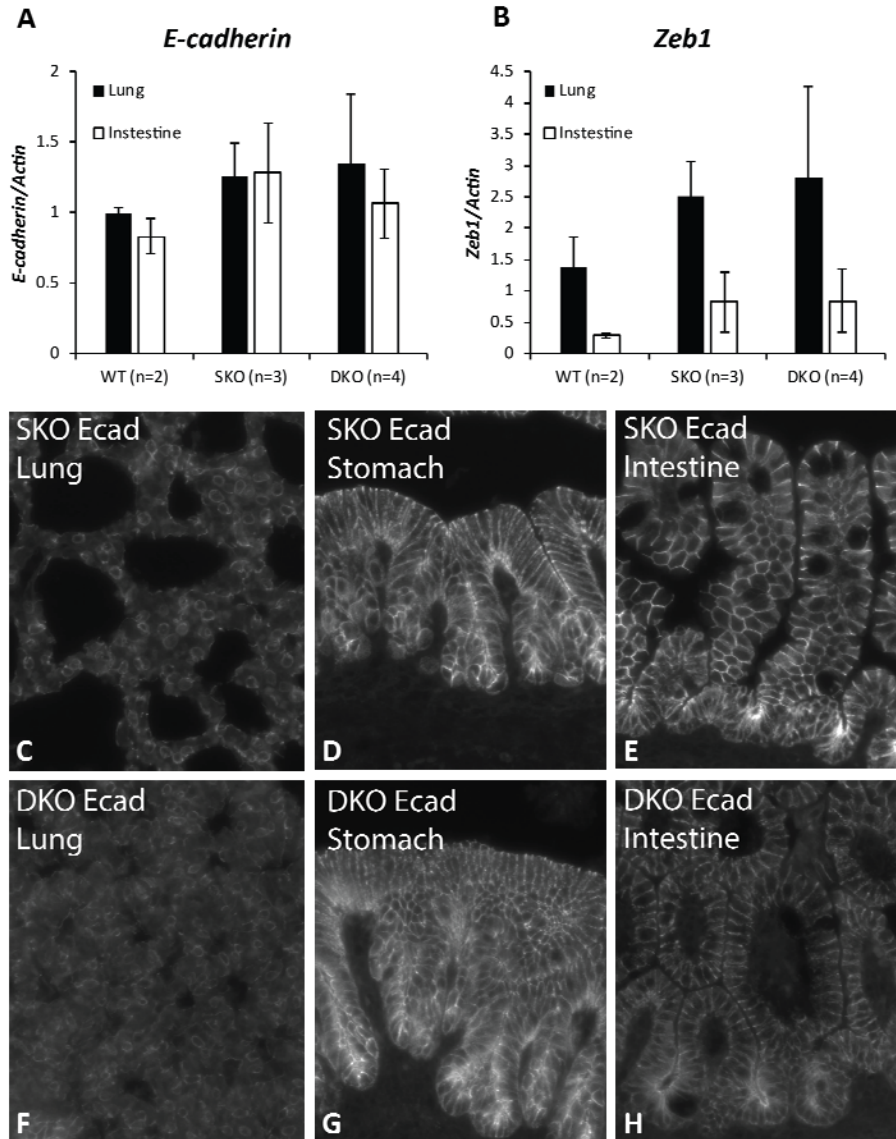 A
E-cadherin
2
1.5
1
0.5
0
E-cadherin/Actin
Lung
Instestine
WT (n=2)
SKO (n=3)
DKO (n=4)
B
Zeb1
4.5
4
3.5
3
2.5
2
1.5
1
0.5
0
Zeb1/Actin
Lung
Instestine
WT (n=2)
SKO (n=3)
DKO (n=4)
SKO Ecad
Lung
C
SKO Ecad
Stomach
D
SKO Ecad
Intestine
E
DKO Ecad
Lung
F
DKO Ecad
Stomach
G
DKO Ecad
Intestine
H